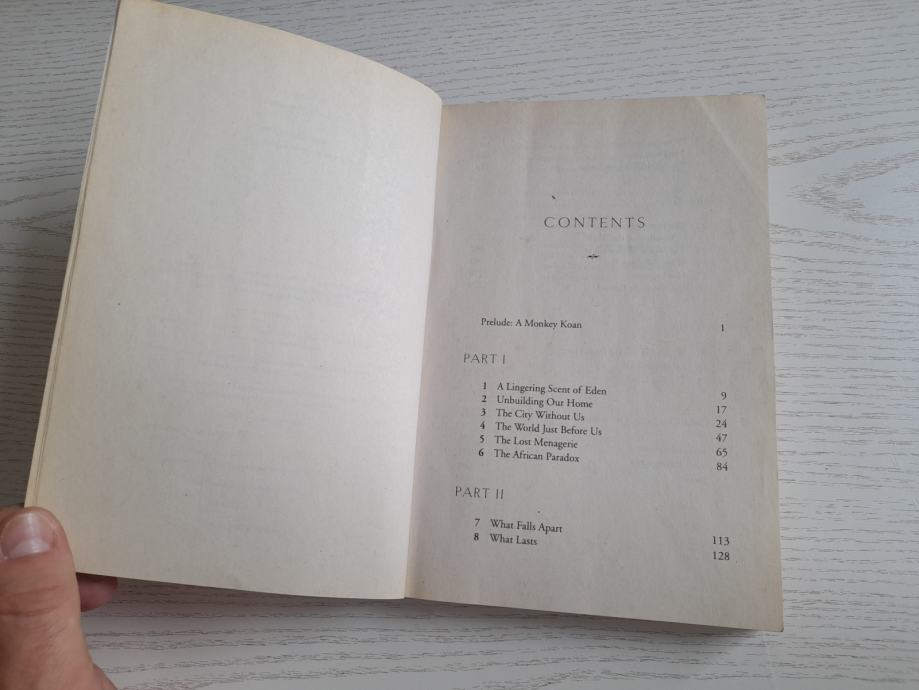 CONTENTS
Prelude: A Monkey Koan 1
PART I
1 A Lingering Scent of Eden 9
2 Unbuilding Our Home 17
3 The City Without Us 24
4 The World Just Before Us 47
5 The Lost Menagerie 65
6 The African Paradox 84
PART II
7 What Falls Apart 113
8 What Lasts 128